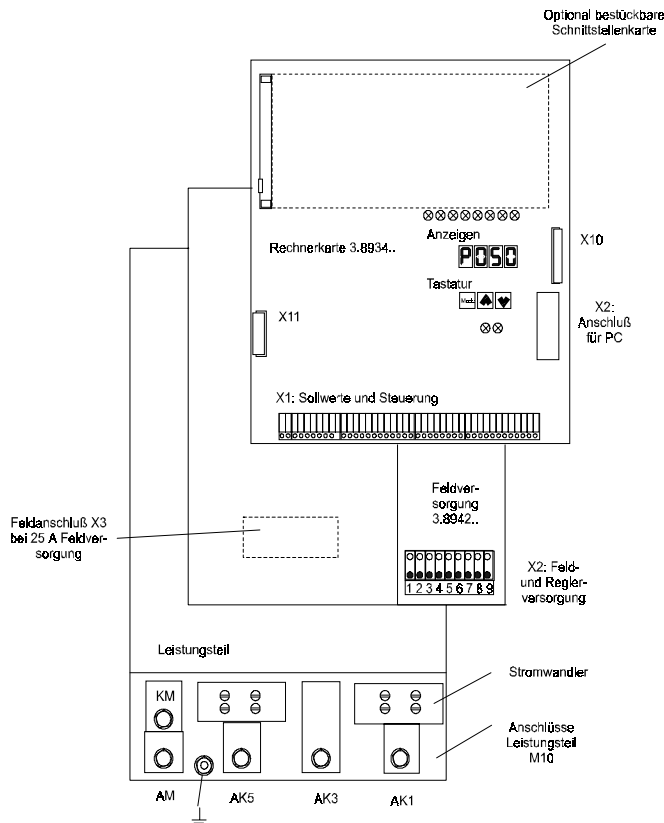 Optional bestückbare
Schnittstellenkarte
Rechnerkarte 3.8934..
Anzeigen
P050
X10
Tastatur
Mode
X11
X2:
Anschluß
für PC
X1: Sollwerte und Steuerung
Feldver-
sorgung
3.8942..
Feldanschluß X3
bei 25 A Feldver-
sorgung
1 2 3 4 5 6 7 8 9
X2: Feld-
und Regler-
versorgung
Leistungsteil
Stromwandler
KM
Anschlüsse
Leistungsteil
M10
AM
AK5
AK3
AK1